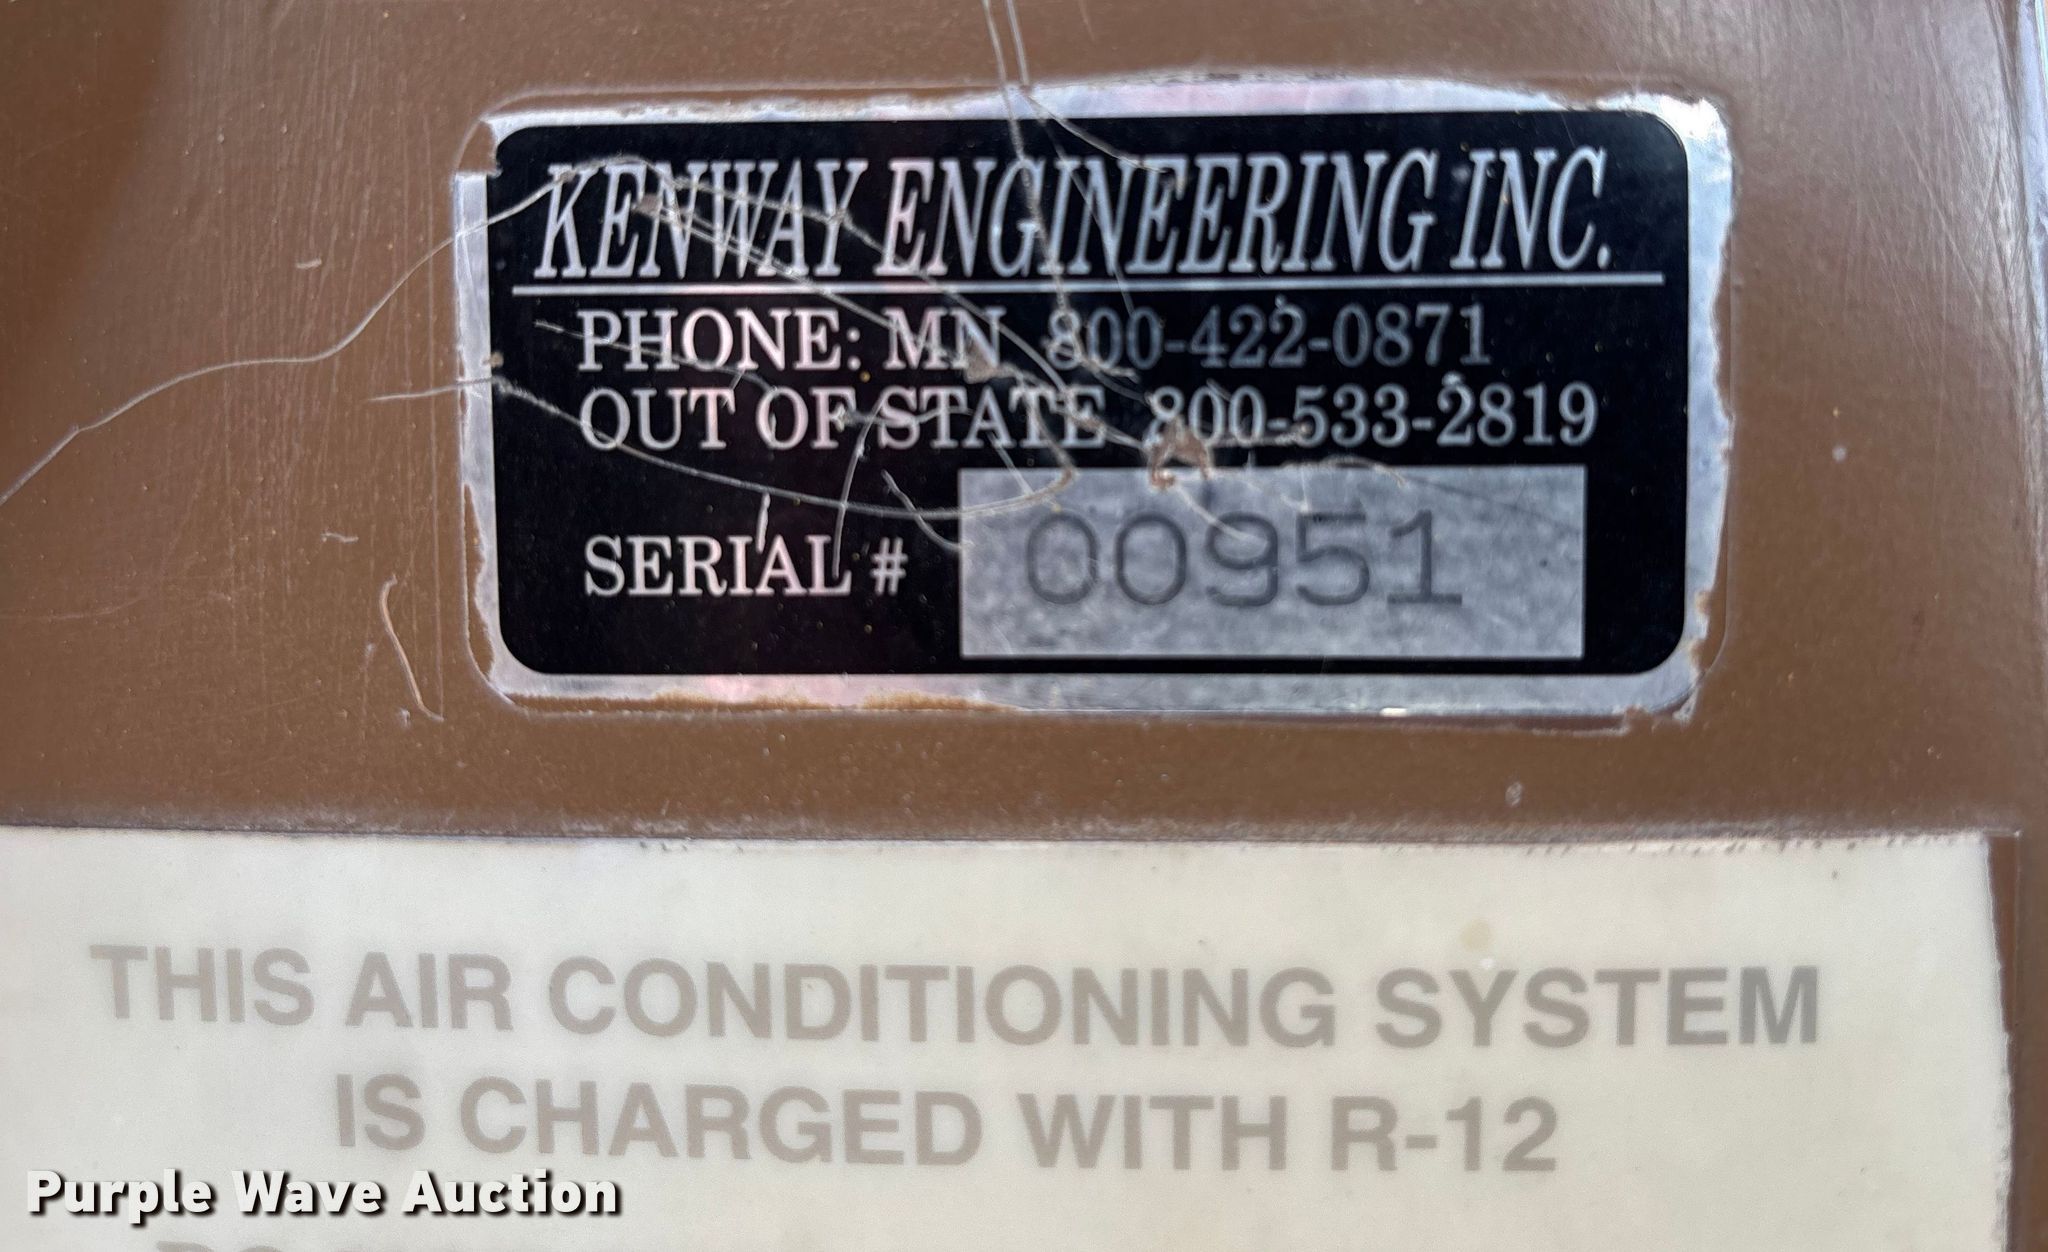 KENWAY ENGINEERING INC.
PHONE: MN 800-422-0871
OUT OF STATE 800-533-2819
SERIAL # 00951
THIS AIR CONDITIONING SYSTEM
IS CHARGED WITH R-12
Purple Wave Auction